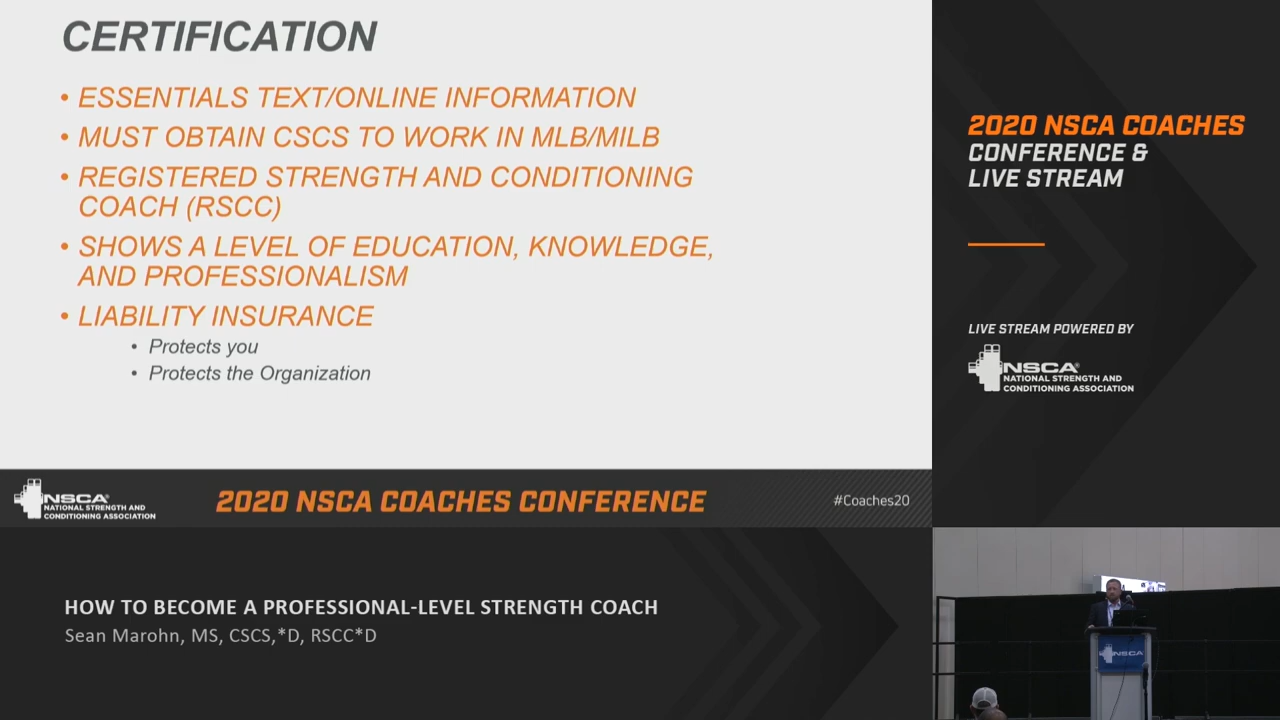 CERTIFICATION
• ESSENTIALS TEXT/ONLINE INFORMATION
• MUST OBTAIN CSCS TO WORK IN MLB/MILB
• REGISTERED STRENGTH AND CONDITIONING
COACH (RSCC)
• SHOWS A LEVEL OF EDUCATION, KNOWLEDGE,
AND PROFESSIONALISM
• LIABILITY INSURANCE
• Protects you
• Protects the Organization
NSCA®
NATIONAL STRENGTH AND
CONDITIONING ASSOCIATION
2020 NSCA COACHES CONFERENCE
#Coaches20
2020 NSCA COACHES
CONFERENCE &
LIVE STREAM
LIVE STREAM POWERED BY
NSCA®
NATIONAL STRENGTH AND
CONDITIONING ASSOCIATION
HOW TO BECOME A PROFESSIONAL-LEVEL STRENGTH COACH
Sean Marohn, MS, CSCS,*D, RSCC*D
NSCA